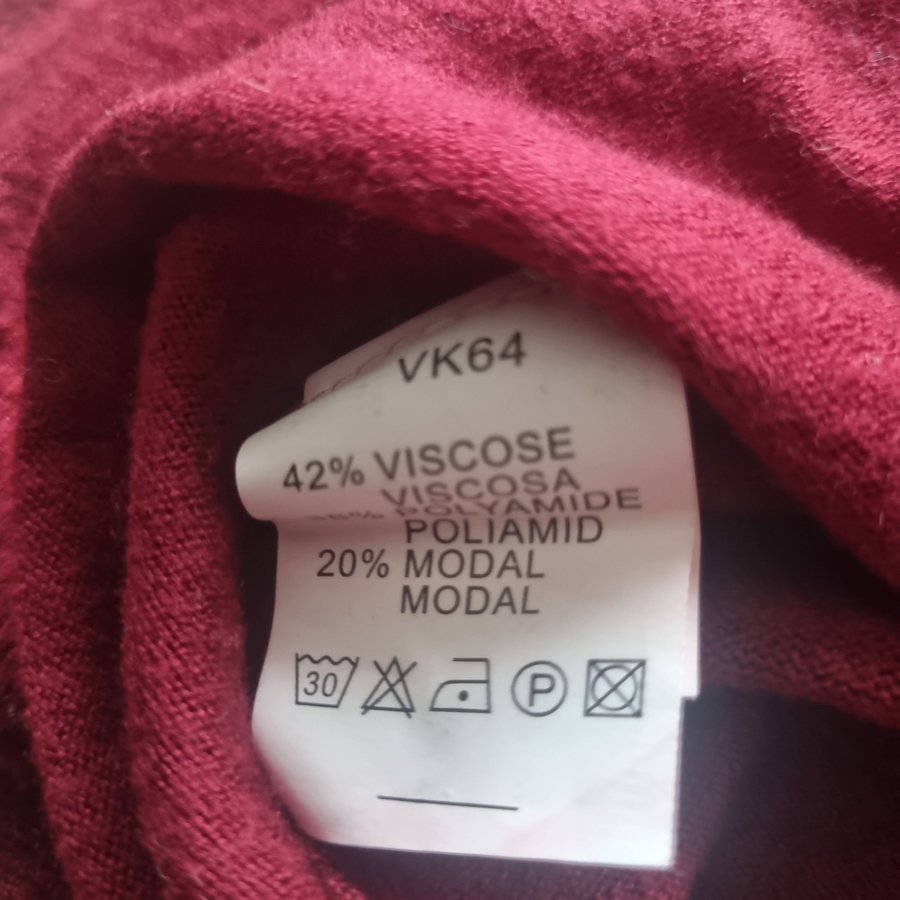 VK64
42% VISCOSE
VISCOSA
POLYAMIDE
POLIAMID
20% MODAL
MODAL
30
P